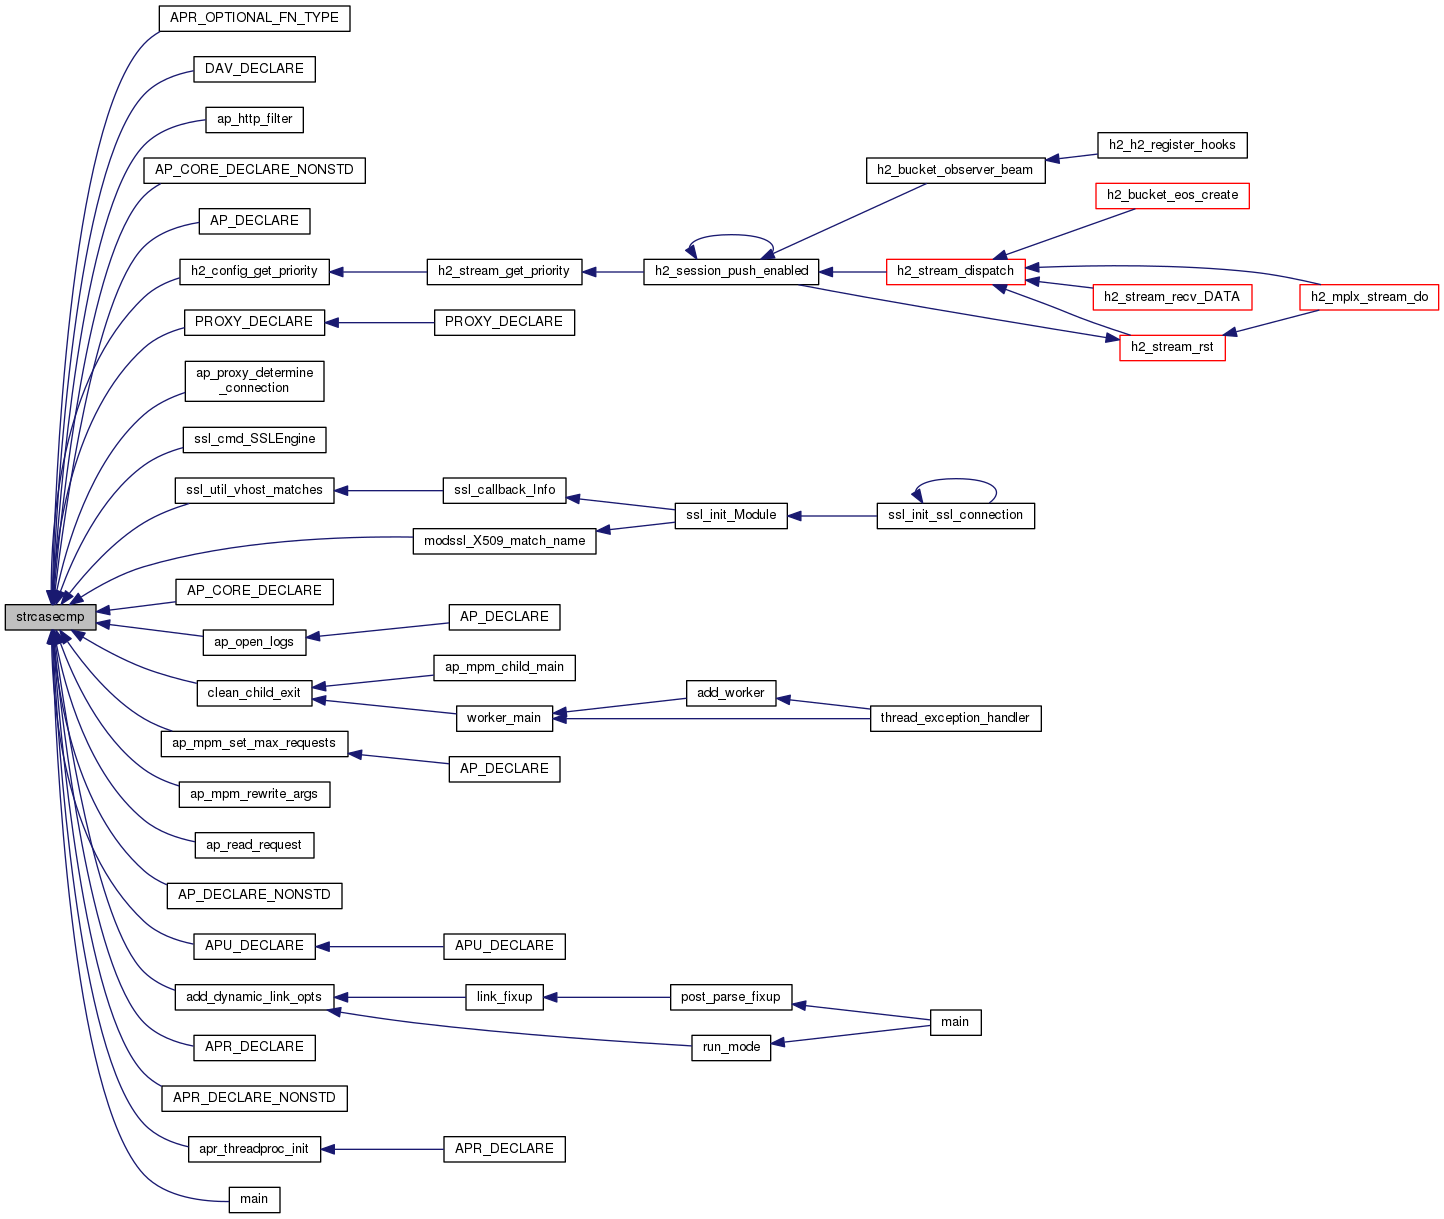 APR_OPTIONAL_FN_TYPE
DAV_DECLARE
ap_http_filter
AP_CORE_DECLARE_NONSTD
AP_DECLARE
h2_config_get_priority
h2_stream_get_priority
h2_session_push_enabled
h2_bucket_observer_beam
h2_h2_register_hooks
h2_bucket_eos_create
h2_stream_dispatch
h2_stream_recv_DATA
h2_mplx_stream_do
h2_stream_rst
PROXY_DECLARE
PROXY_DECLARE
ap_proxy_determine
_connection
ssl_cmd_SSLEngine
ssl_util_vhost_matches
ssl_callback_Info
ssl_init_Module
ssl_init_ssl_connection
modssl_X509_match_name
AP_CORE_DECLARE
strcasecmp
ap_open_logs
AP_DECLARE
clean_child_exit
ap_mpm_child_main
worker_main
add_worker
thread_exception_handler
ap_mpm_set_max_requests
AP_DECLARE
ap_mpm_rewrite_args
ap_read_request
AP_DECLARE_NONSTD
APU_DECLARE
APU_DECLARE
add_dynamic_link_opts
link_fixup
post_parse_fixup
main
run_mode
APR_DECLARE
APR_DECLARE_NONSTD
apr_threadproc_init
APR_DECLARE
main